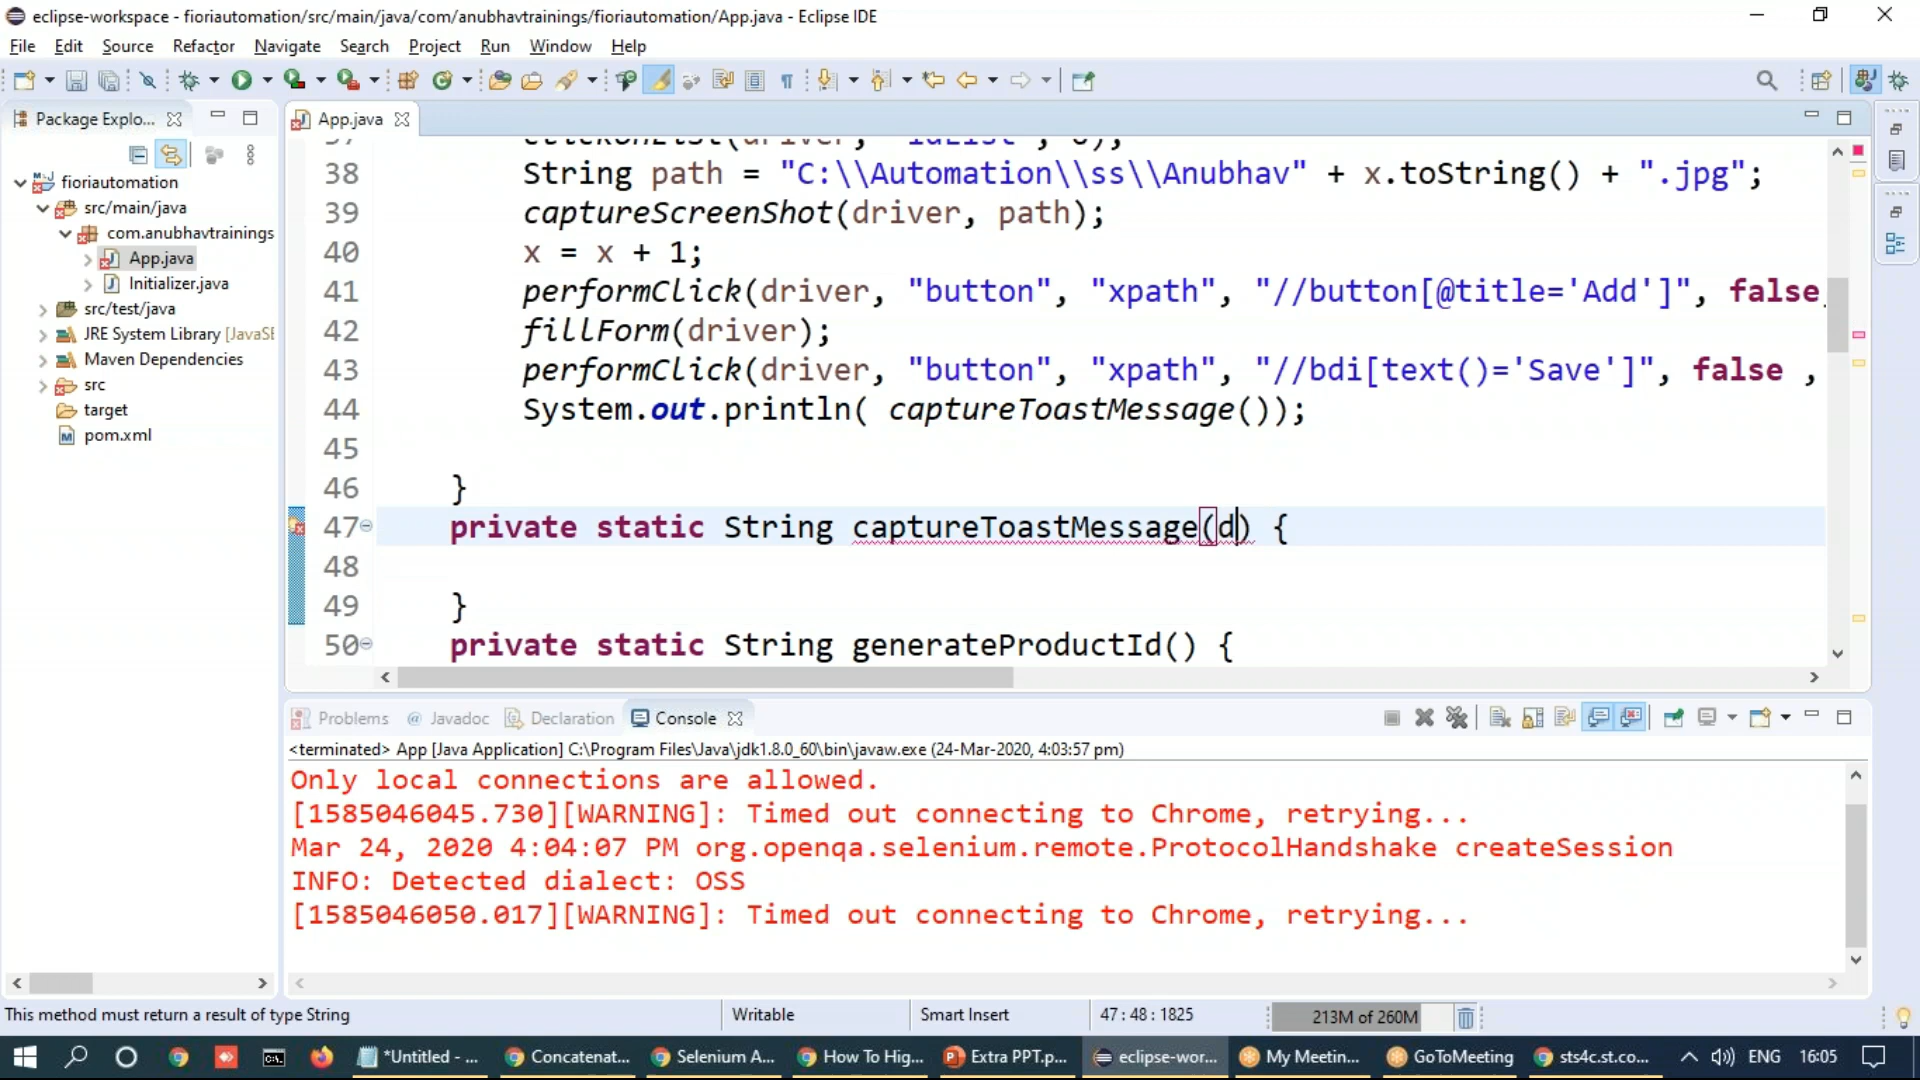 eclipse-workspace - fioriautomation/src/main/java/com/anubhavtrainings/fioriautomation/App.java - Eclipse IDE
File Edit Source Refactor Navigate Search Project Run Window Help
Package Explo...
fioriautomation
src/main/java
com.anubhavtrainings
App.java
Initializer.java
src/test/java
JRE System Library [JavaSE
Maven Dependencies
src
target
pom.xml
App.java
38 String path = "C:\\Automation\\ss\\Anubhav" + x.toString() + ".jpg";
39 captureScreenShot(driver, path);
40 x = x + 1;
41 performClick(driver, "button", "xpath", "//button[@title='Add']", false,
42 fillForm(driver);
43 performClick(driver, "button", "xpath", "//bdi[text()='Save']", false ,
44 System.out.println( captureToastMessage());
45
46 }
47 private static String captureToastMessage(d) {
48
49 }
50 private static String generateProductId() {
Problems @ Javadoc Declaration Console
<terminated> App [Java Application] C:\Program Files\Java\jdk1.8.0_60\bin\javaw.exe (24-Mar-2020, 4:03:57 pm)
Only local connections are allowed.
[1585046045.730][WARNING]: Timed out connecting to Chrome, retrying...
Mar 24, 2020 4:04:07 PM org.openqa.selenium.remote.ProtocolHandshake createSession
INFO: Detected dialect: OSS
[1585046050.017][WARNING]: Timed out connecting to Chrome, retrying...
This method must return a result of type String Writable Smart Insert 47 : 48 : 1825 213M of 260M
*Untitled - ... Concatenat... Selenium A... How To Hig... Extra PPT.p... eclipse-wor... My Meetin... GoToMeeting sts4c.st.co... ENG 16:05